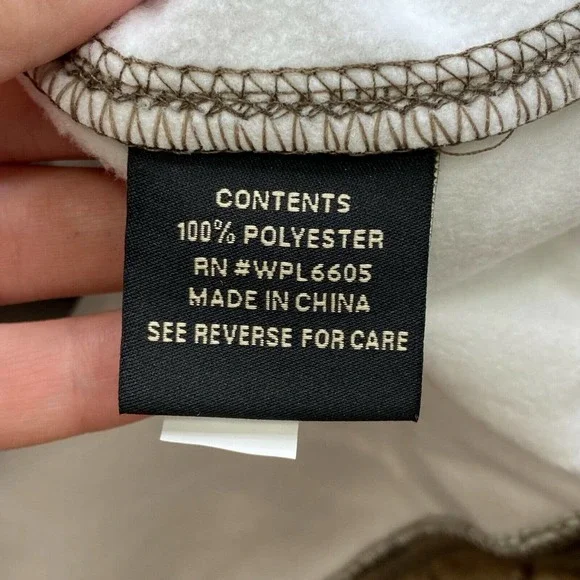 CONTENTS
100% POLYESTER
RN #WPL6605
MADE IN CHINA
SEE REVERSE FOR CARE